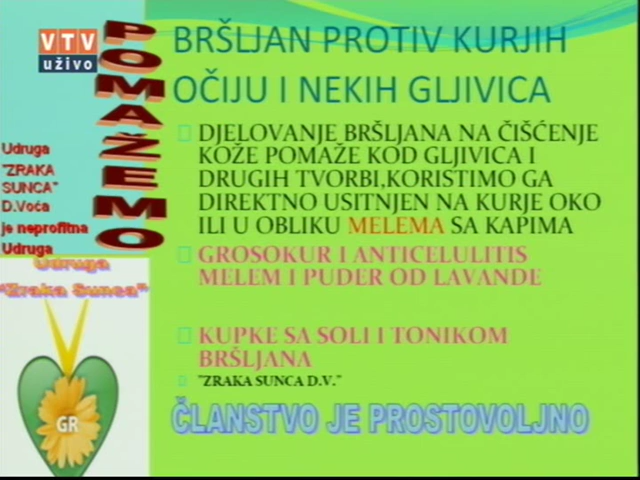 VTV
uživo
POMAŽEMO
Udruga
"ZRAKA
SUNCA"
D.Voća
je neprofitna
Udruga
Udruga
"Zraka Sunca"
GR
BRŠLJAN PROTIV KURJIH
OČIJU I NEKIH GLJIVICA
DJELOVANJE BRŠLJANA NA ČIŠĆENJE
KOŽE POMAŽE KOD GLJIVICA I
DRUGIH TVORBI,KORISTIMO GA
DIREKTNO USITNJEN NA KURJE OKO
ILI U OBLIKU MELEMA SA KAPIMA
GROSOKUR I ANTICELULITIS
MELEM I PUDER OD LAVANDE
KUPKE SA SOLI I TONIKOM
BRŠLJANA
"ZRAKA SUNCA D.V."
ČLANSTVO JE PROSTOVOLJNO